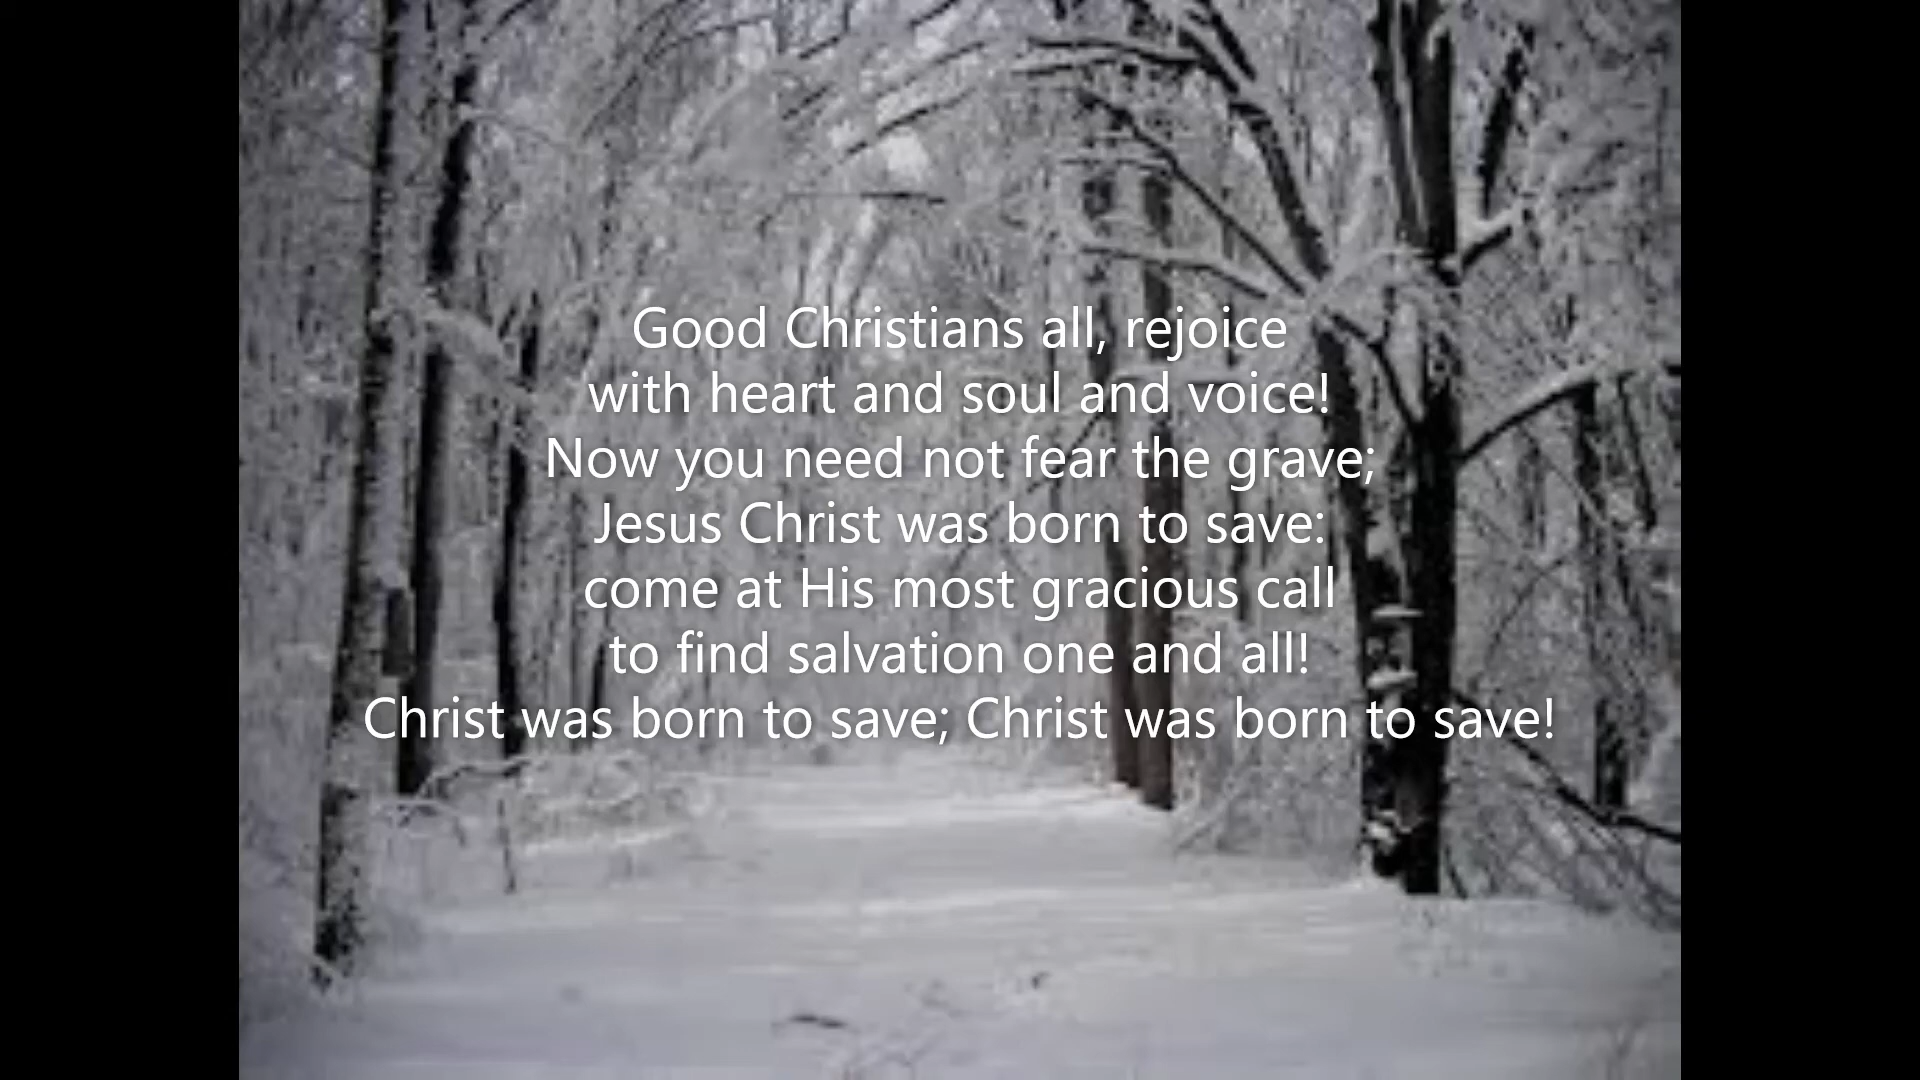 Good Christians all, rejoice
with heart and soul and voice!
Now you need not fear the grave;
Jesus Christ was born to save:
come at His most gracious call
to find salvation one and all!
Christ was born to save; Christ was born to save!